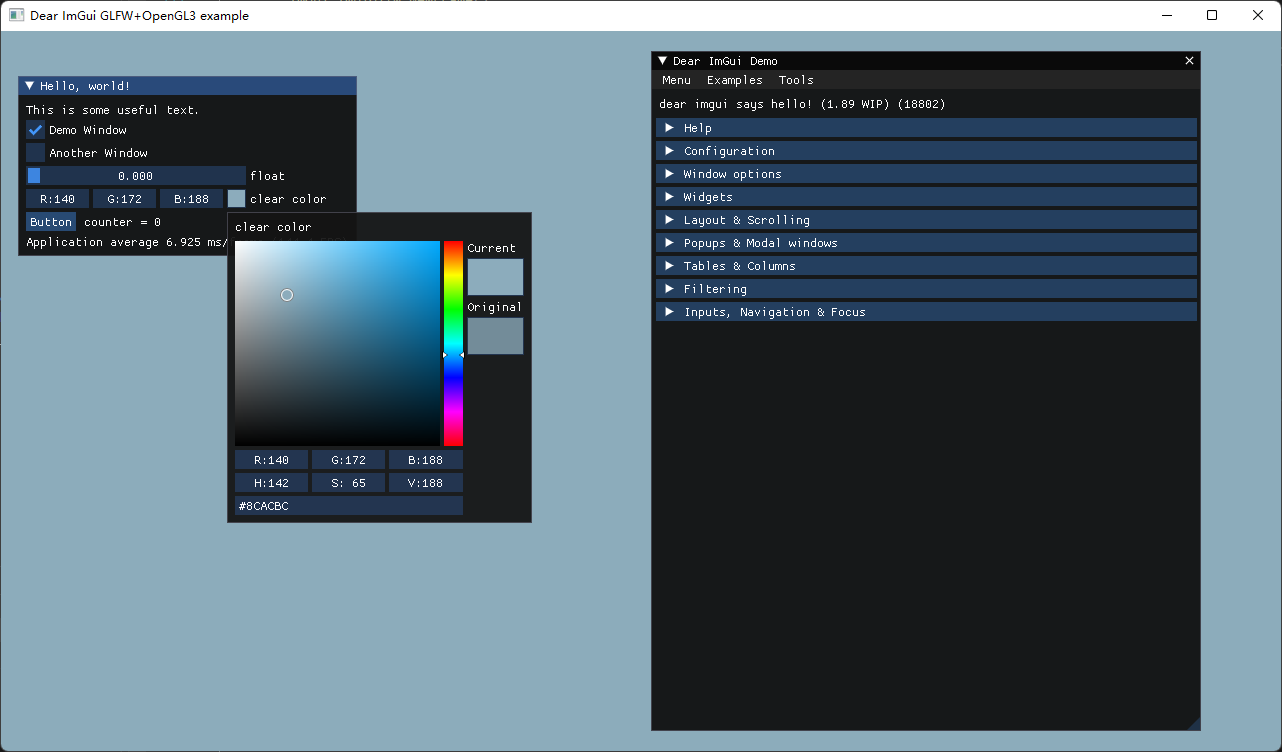 Dear ImGui GLFW+OpenGL3 example
Hello, world!
This is some useful text.
Demo Window
Another Window
0.000 float
R:140 G:172 B:188 clear color
Button counter = 0
Application average 6.925 ms/
clear color
Current
Original
R:140 G:172 B:188
H:142 S: 65 V:188
#8CACBC
Dear ImGui Demo
Menu Examples Tools
dear imgui says hello! (1.89 WIP) (18802)
Help
Configuration
Window options
Widgets
Layout & Scrolling
Popups & Modal windows
Tables & Columns
Filtering
Inputs, Navigation & Focus